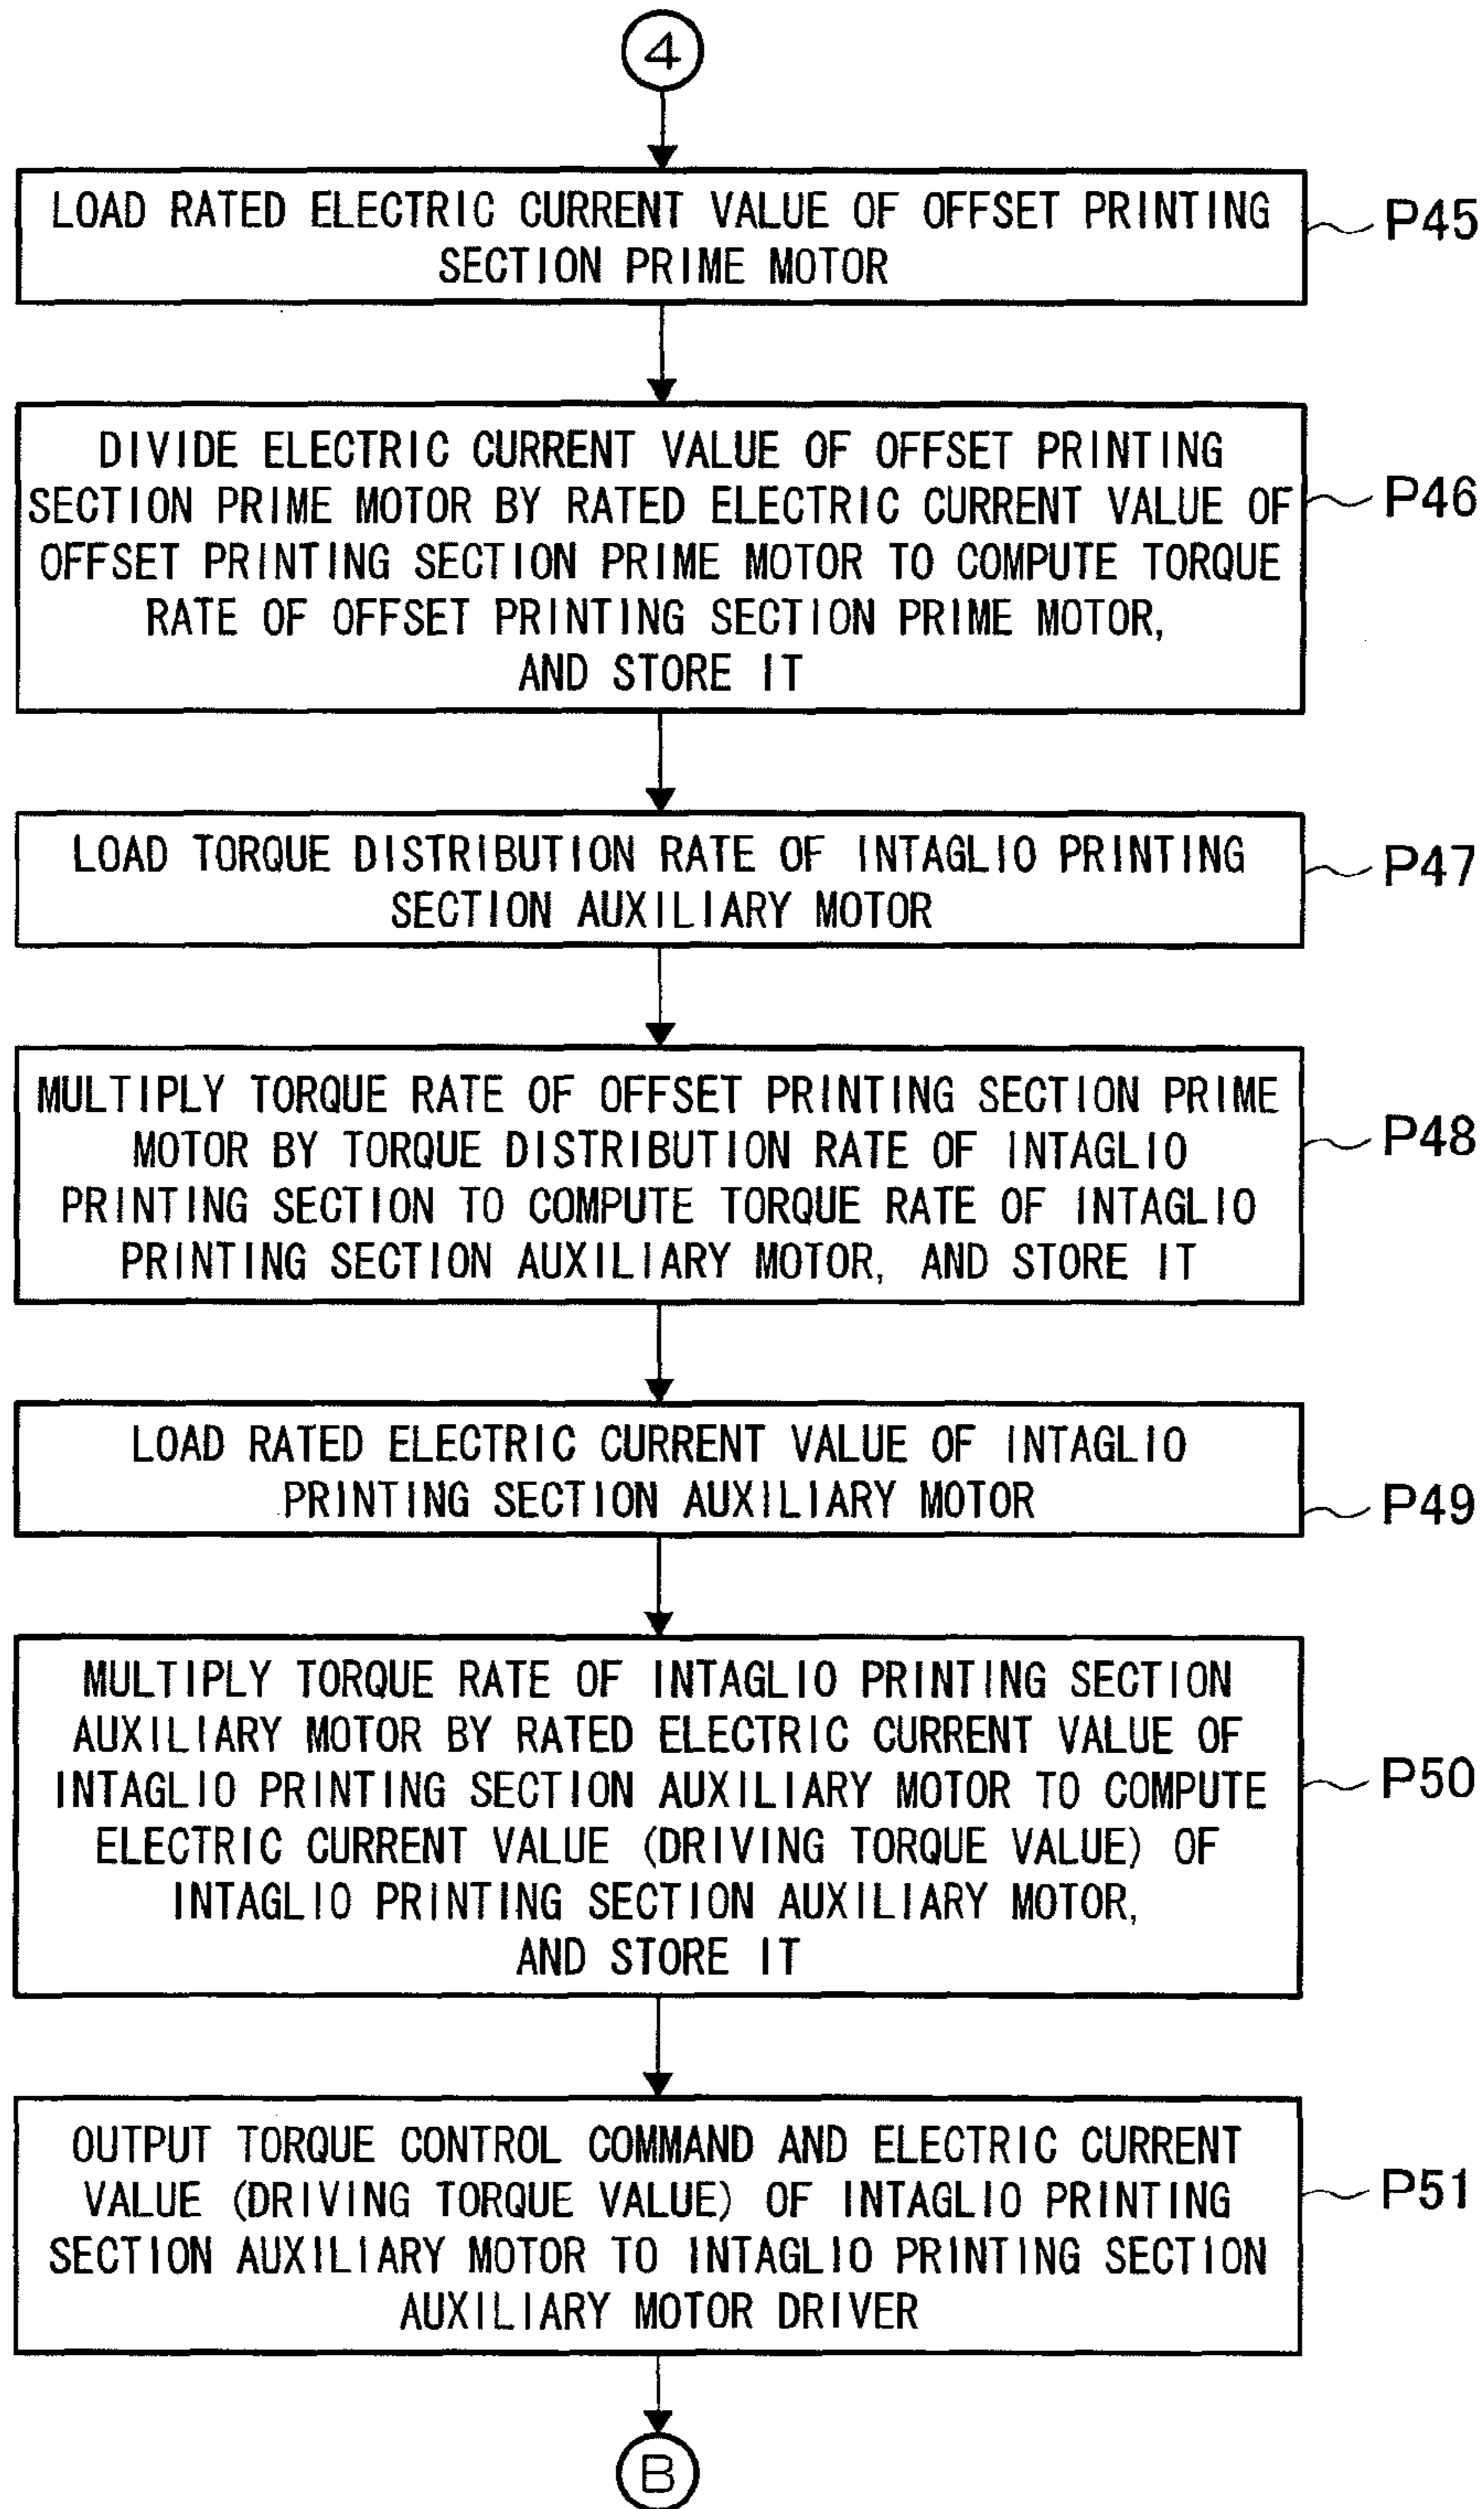 4
LOAD RATED ELECTRIC CURRENT VALUE OF OFFSET PRINTING
SECTION PRIME MOTOR
P45
DIVIDE ELECTRIC CURRENT VALUE OF OFFSET PRINTING
SECTION PRIME MOTOR BY RATED ELECTRIC CURRENT VALUE OF
OFFSET PRINTING SECTION PRIME MOTOR TO COMPUTE TORQUE
RATE OF OFFSET PRINTING SECTION PRIME MOTOR,
AND STORE IT
P46
LOAD TORQUE DISTRIBUTION RATE OF INTAGLIO PRINTING
SECTION AUXILIARY MOTOR
P47
MULTIPLY TORQUE RATE OF OFFSET PRINTING SECTION PRIME
MOTOR BY TORQUE DISTRIBUTION RATE OF INTAGLIO
PRINTING SECTION TO COMPUTE TORQUE RATE OF INTAGLIO
PRINTING SECTION AUXILIARY MOTOR, AND STORE IT
P48
LOAD RATED ELECTRIC CURRENT VALUE OF INTAGLIO
PRINTING SECTION AUXILIARY MOTOR
P49
MULTIPLY TORQUE RATE OF INTAGLIO PRINTING SECTION
AUXILIARY MOTOR BY RATED ELECTRIC CURRENT VALUE OF
INTAGLIO PRINTING SECTION AUXILIARY MOTOR TO COMPUTE
ELECTRIC CURRENT VALUE (DRIVING TORQUE VALUE) OF
INTAGLIO PRINTING SECTION AUXILIARY MOTOR,
AND STORE IT
P50
OUTPUT TORQUE CONTROL COMMAND AND ELECTRIC CURRENT
VALUE (DRIVING TORQUE VALUE) OF INTAGLIO PRINTING
SECTION AUXILIARY MOTOR TO INTAGLIO PRINTING SECTION
AUXILIARY MOTOR DRIVER
P51
B